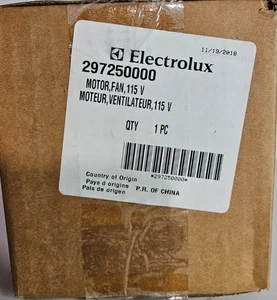 11/19/2018
Electrolux
297250000
MOTOR,FAN,115 V
MOTEUR,VENTILATEUR,115 V
QTY 1 PC
*297250000*
Country of Origin
Pays d origine
Pais de origen P.R. OF CHINA